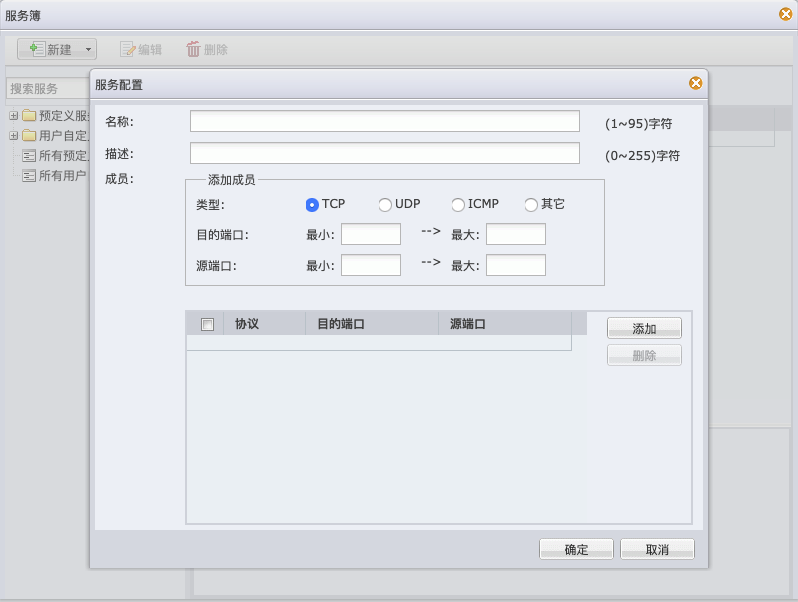 服务簿
新建 编辑 删除
搜索服务
预定义服
用户自定
所有预定
所有用户
服务配置
名称: (1~95)字符
描述: (0~255)字符
成员:
添加成员
类型: TCP UDP ICMP 其它
目的端口: 最小: --> 最大:
源端口: 最小: --> 最大:
协议 目的端口 源端口
添加
删除
确定 取消